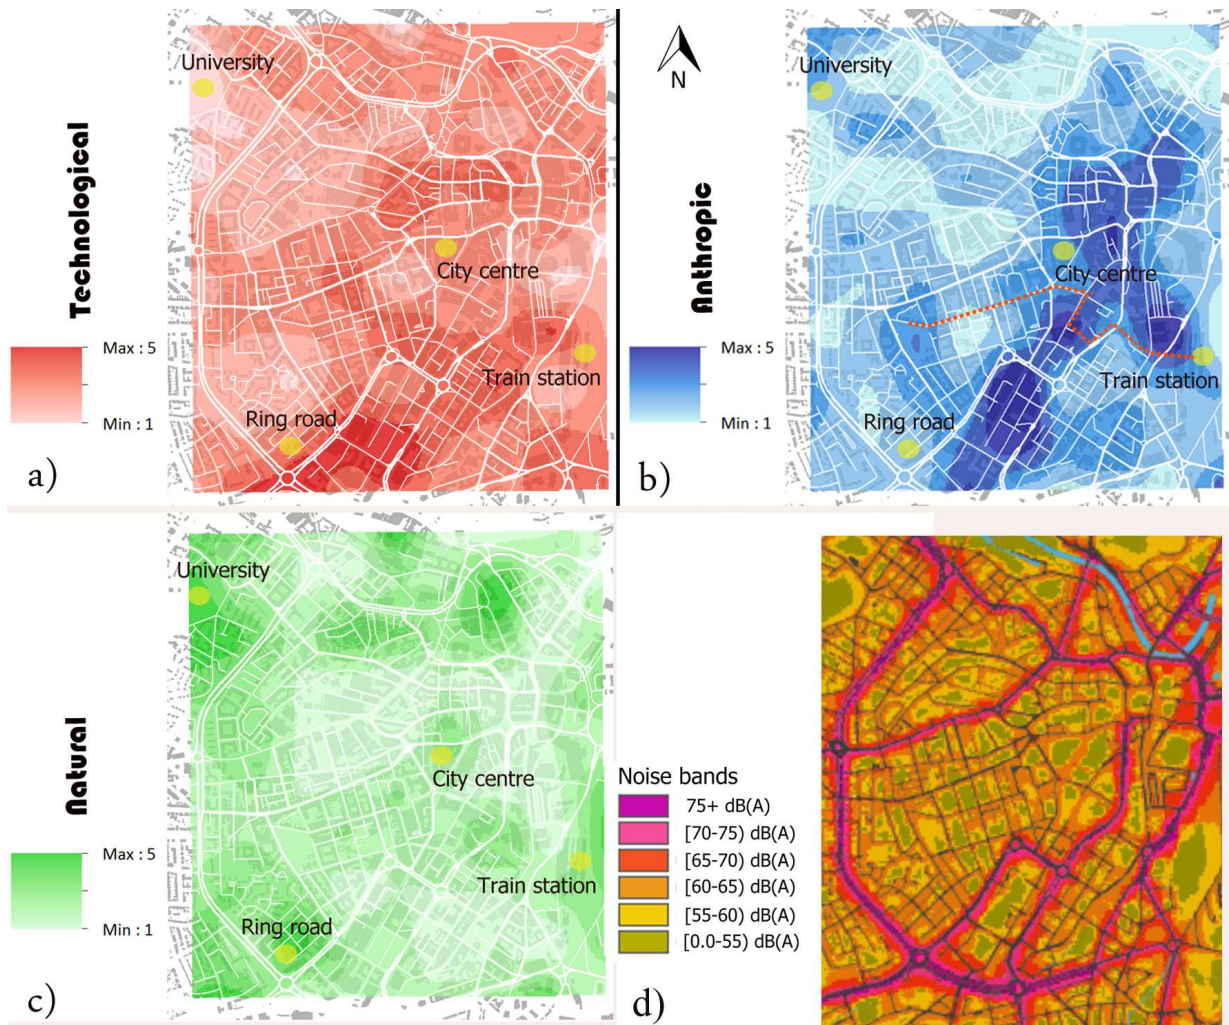 University
Technological
City centre
Max : 5
Min : 1
Train station
Ring road
a)
N
University
Anthropic
City centre
Max : 5
Min : 1
Train station
Ring road
b)
University
Natural
City centre
Max : 5
Min : 1
Train station
Ring road
c)
Noise bands
75+ dB(A)
[70-75) dB(A)
[65-70) dB(A)
[60-65) dB(A)
[55-60) dB(A)
[0.0-55) dB(A)
d)